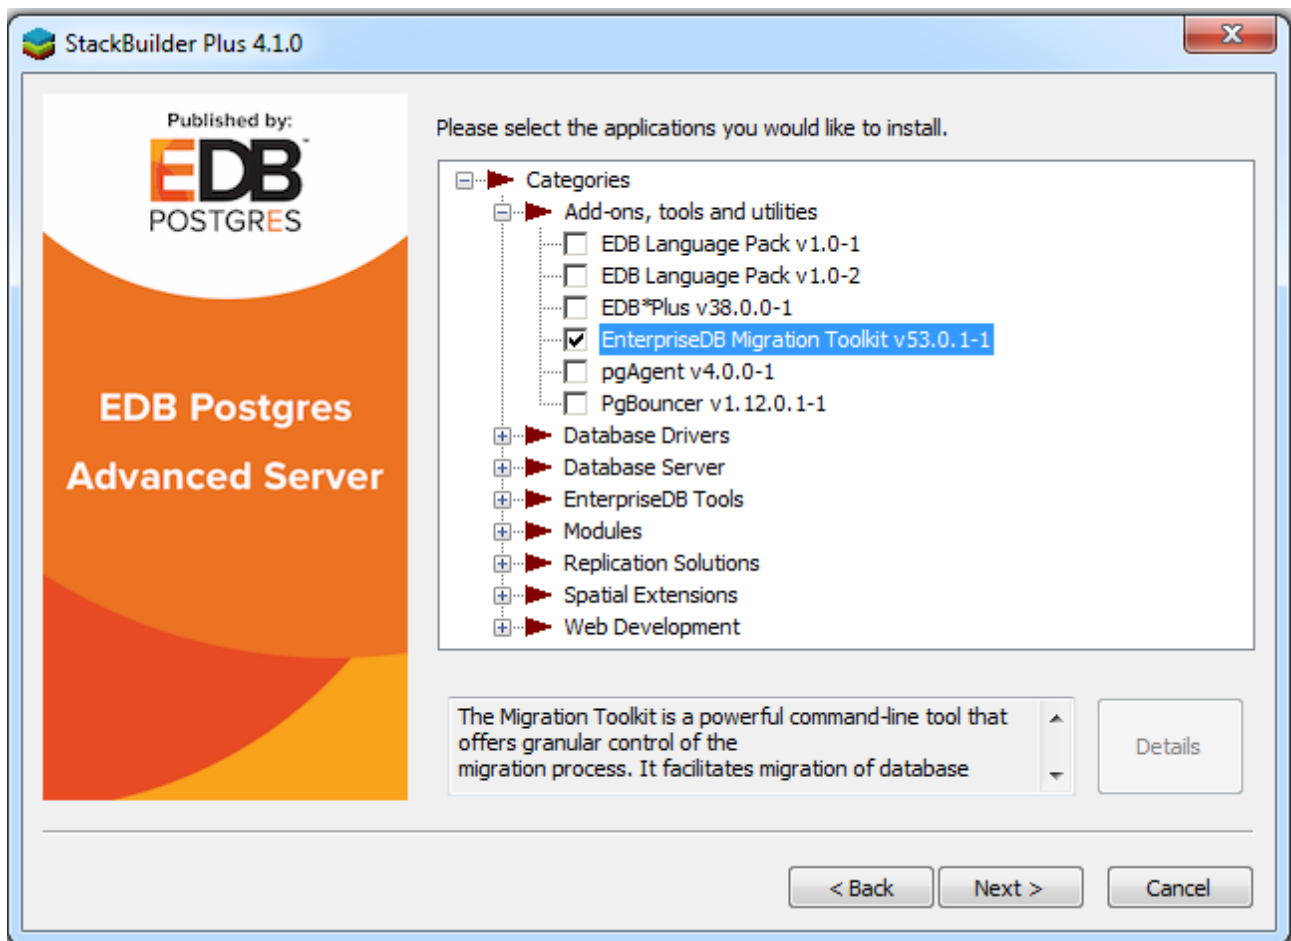 StackBuilder Plus 4.1.0
Published by:
EDB™
POSTGRES
EDB Postgres
Advanced Server
Please select the applications you would like to install.
Categories
Add-ons, tools and utilities
EDB Language Pack v1.0-1
EDB Language Pack v1.0-2
EDB*Plus v38.0.0-1
EnterpriseDB Migration Toolkit v53.0.1-1
pgAgent v4.0.0-1
PgBouncer v1.12.0.1-1
Database Drivers
Database Server
EnterpriseDB Tools
Modules
Replication Solutions
Spatial Extensions
Web Development
The Migration Toolkit is a powerful command-line tool that
offers granular control of the
migration process. It facilitates migration of database
Details
< Back
Next >
Cancel